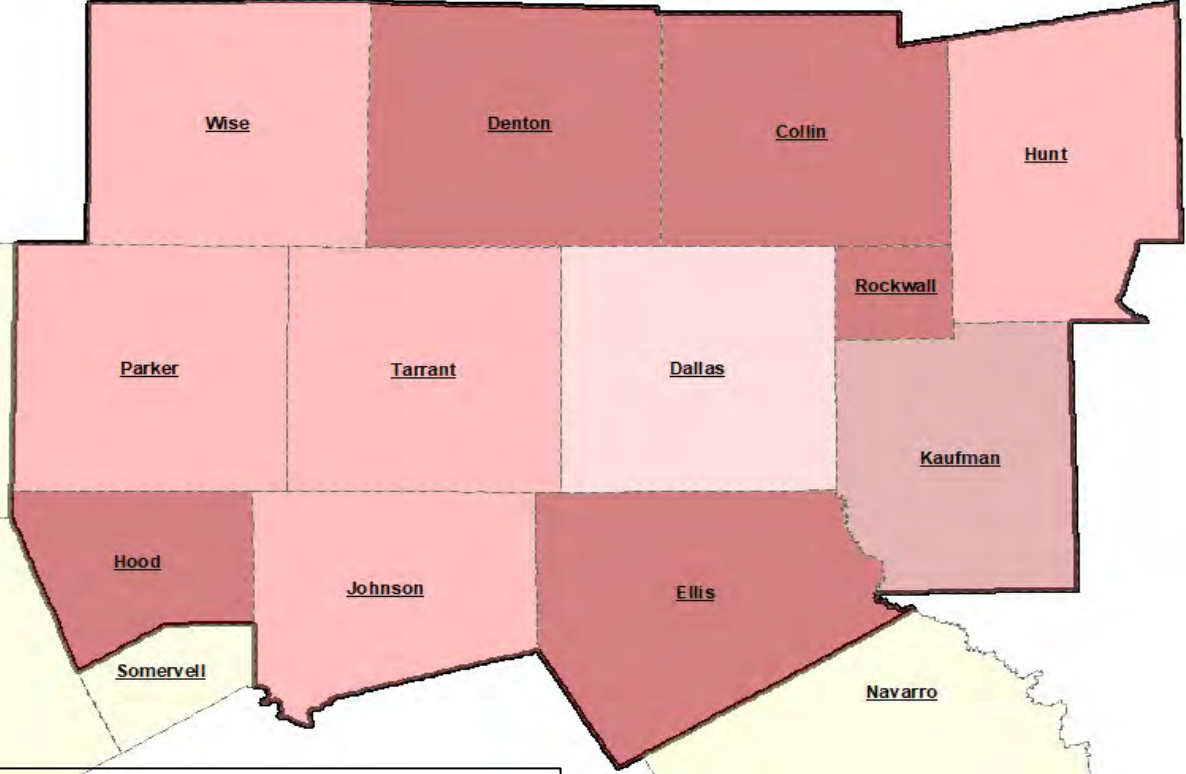 Wise
Denton
Collin
Hunt
Rockwall
Parker
Tarrant
Dallas
Kaufman
Hood
Johnson
Ellis
Somervell
Navarro